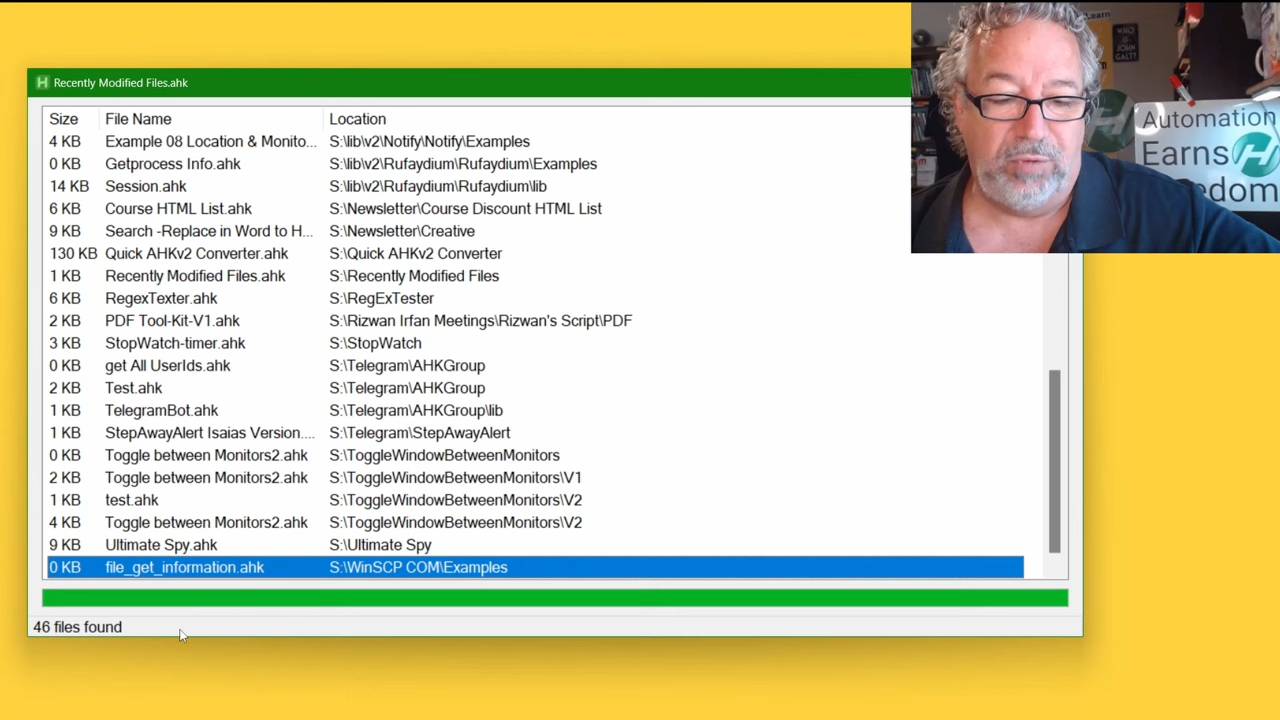 Recently Modified Files.ahk
Size File Name Location
4 KB Example 08 Location & Monito... S:\lib\v2\Notify\Notify\Examples
0 KB Getprocess Info.ahk S:\lib\v2\Rufaydium\Rufaydium\Examples
14 KB Session.ahk S:\lib\v2\Rufaydium\Rufaydium\lib
6 KB Course HTML List.ahk S:\Newsletter\Course Discount HTML List
9 KB Search -Replace in Word to H... S:\Newsletter\Creative
130 KB Quick AHKv2 Converter.ahk S:\Quick AHKv2 Converter
1 KB Recently Modified Files.ahk S:\Recently Modified Files
6 KB RegexTexter.ahk S:\RegExTester
2 KB PDF Tool-Kit-V1.ahk S:\Rizwan Irfan Meetings\Rizwan's Script\PDF
3 KB StopWatch-timer.ahk S:\StopWatch
0 KB get All UserIds.ahk S:\Telegram\AHKGroup
2 KB Test.ahk S:\Telegram\AHKGroup
1 KB TelegramBot.ahk S:\Telegram\AHKGroup\lib
1 KB StepAwayAlert Isaias Version.... S:\Telegram\StepAwayAlert
0 KB Toggle between Monitors2.ahk S:\ToggleWindowBetweenMonitors
2 KB Toggle between Monitors2.ahk S:\ToggleWindowBetweenMonitors\V1
1 KB test.ahk S:\ToggleWindowBetweenMonitors\V2
4 KB Toggle between Monitors2.ahk S:\ToggleWindowBetweenMonitors\V2
9 KB Ultimate Spy.ahk S:\Ultimate Spy
0 KB file_get_information.ahk S:\WinSCP COM\Examples
46 files found
WHO
IS
JOHN
GALT?
Automation
Earns
edom